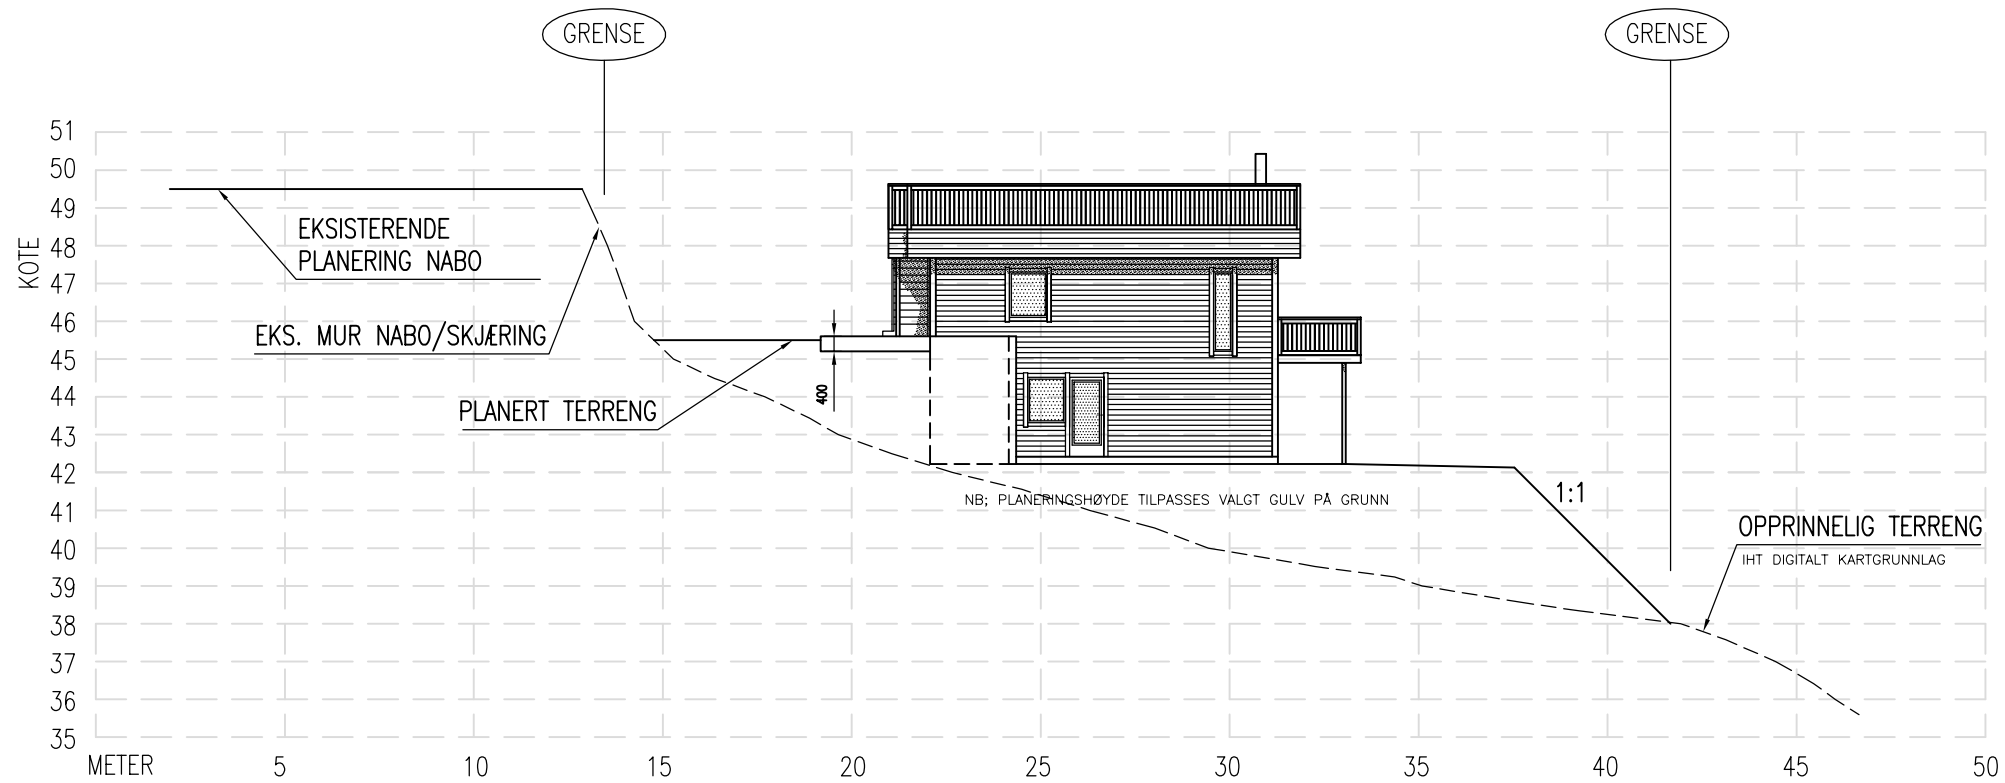 GRENSE
GRENSE
51
50
49
48
47
46
45
44
43
42
41
40
39
38
37
36
35
KOTE
EKSISTERENDE
PLANERING NABO
EKS. MUR NABO/SKJÆRING
PLANERT TERRENG
400
NB; PLANERINGSHØYDE TILPASSES VALGT GULV PÅ GRUNN
1:1
OPPRINNELIG TERRENG
IHT DIGITALT KARTGRUNNLAG
METER 5 10 15 20 25 30 35 40 45 50